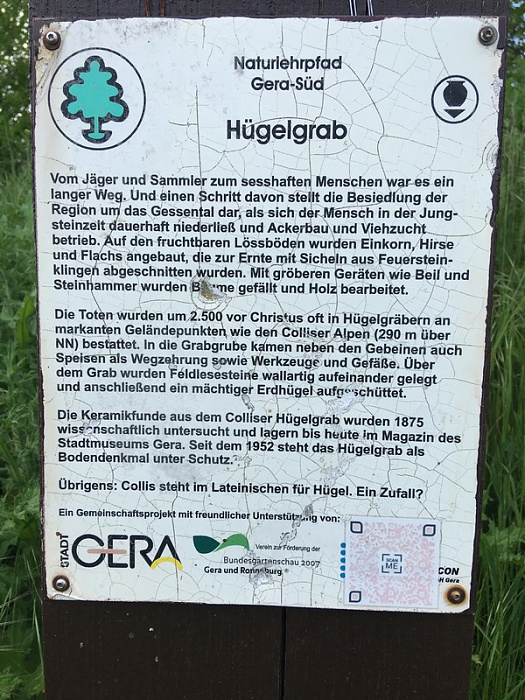 Naturlehrpfad
Gera-Süd
Hügelgrab
Vom Jäger und Sammler zum sesshaften Menschen war es ein
langer Weg. Und einen Schritt davon stellt die Besiedlung der
Region um das Gessental dar, als sich der Mensch in der Jung-
steinzeit dauerhaft niederließ und Ackerbau und Viehzucht
betrieb. Auf den fruchtbaren Lössböden wurden Einkorn, Hirse
und Flachs angebaut, die zur Ernte mit Sicheln aus Feuerstein-
klingen abgeschnitten wurden. Mit gröberen Geräten wie Beil und
Steinhammer wurden Bäume gefällt und Holz bearbeitet.
Die Toten wurden um 2.500 vor Christus oft in Hügelgräbern an
markanten Geländepunkten wie den Colliser Alpen (290 m über
NN) bestattet. In die Grabgrube kamen neben den Gebeinen auch
Speisen als Wegzehrung sowie Werkzeuge und Gefäße. Über
dem Grab wurden Feldlesesteine wallartig aufeinander gelegt
und anschließend ein mächtiger Erdhügel aufgeschüttet.
Die Keramikfunde aus dem Colliser Hügelgrab wurden 1875
wissenschaftlich untersucht und lagern bis heute im Magazin des
Stadtmuseums Gera. Seit dem 1952 steht das Hügelgrab als
Bodendenkmal unter Schutz.
Übrigens: Collis steht im Lateinischen für Hügel. Ein Zufall?
Ein Gemeinschaftsprojekt mit freundlicher Unterstützung von:
STADT GERA
Verein zur Förderung der
Bundesgartenschau 2007
Gera und Ronneburg
SCAN
ME
CON
H Gera